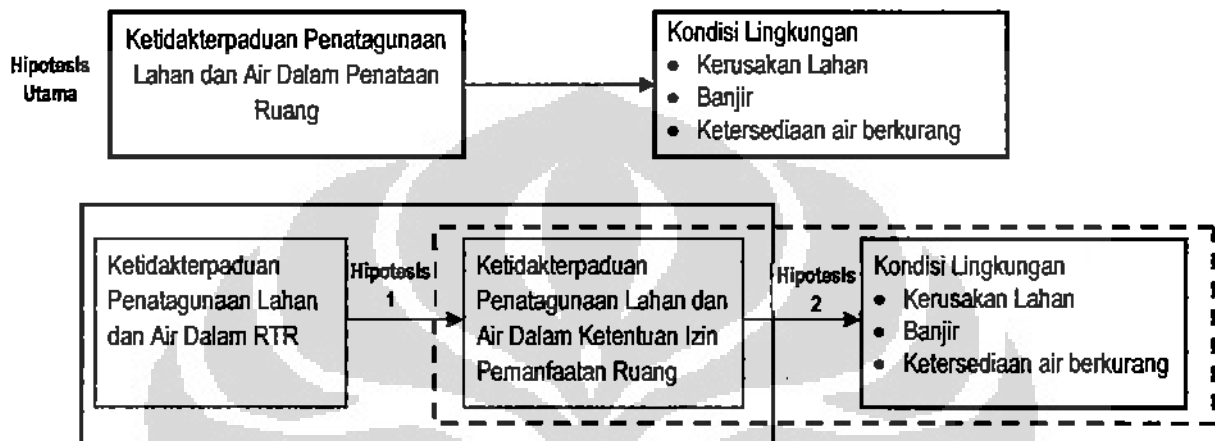 Hipotesis
Utama
Ketidakterpaduan Penatagunaan
Lahan dan Air Dalam Penataan
Ruang
Kondisi Lingkungan
• Kerusakan Lahan
• Banjir
• Ketersediaan air berkurang
Ketidakterpaduan
Penatagunaan Lahan
dan Air Dalam RTR
Hipotesis
1
Ketidakterpaduan
Penatagunaan Lahan dan
Air Dalam Ketentuan Izin
Pemanfaatan Ruang
Hipotesis
2
Kondisi Lingkungan
• Kerusakan Lahan
• Banjir
• Ketersediaan air berkurang